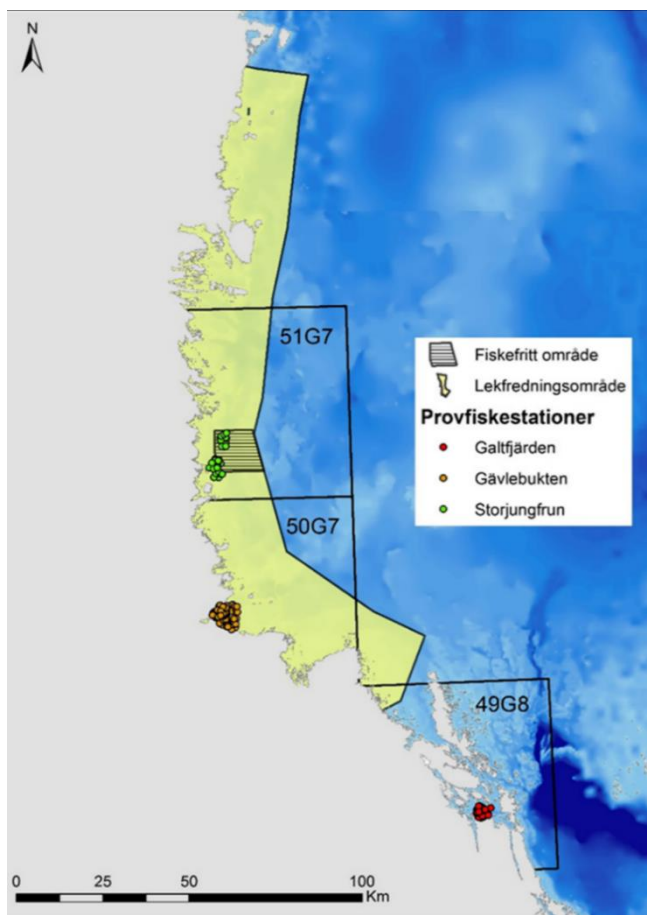 N
51G7
Fiskefritt område
Lekfredningsområde
Provfiskestationer
Galtfjärden
Gävlebukten
Storjungfrun
50G7
49G8
0 25 50 100
Km